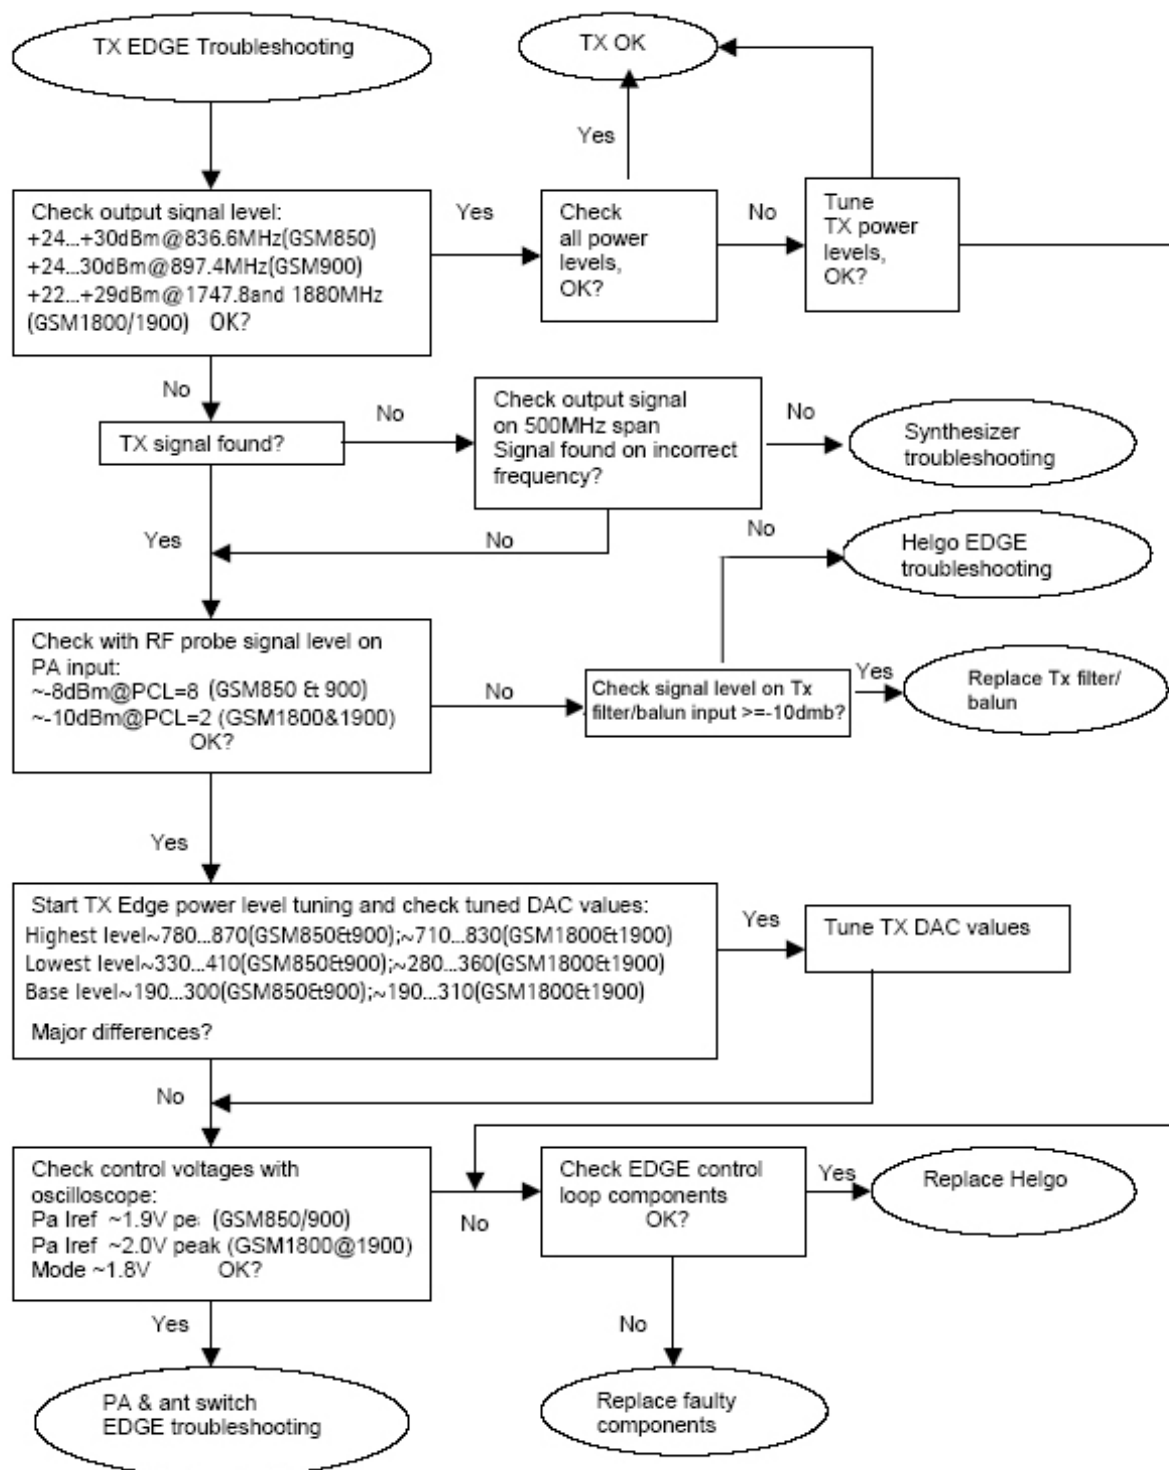 TX EDGE Troubleshooting
TX OK
Yes
Check output signal level:
+24...+30dBm@836.6MHz(GSM850)
+24...30dBm@897.4MHz(GSM900)
+22...+29dBm@1747.8and 1880MHz
(GSM1800/1900) OK?
Yes
Check
all power
levels,
OK?
No
Tune
TX power
levels,
OK?
No
TX signal found?
No
Check output signal
on 500MHz span
Signal found on incorrect
frequency?
No
Synthesizer
troubleshooting
Yes
No
No
Helgo EDGE
troubleshooting
Check with RF probe signal level on
PA input:
~-8dBm@PCL=8 (GSM850 & 900)
~-10dBm@PCL=2 (GSM1800&1900)
OK?
No
Check signal level on Tx
filter/balun input >=-10dmb?
Yes
Replace Tx filter/
balun
Yes
Start TX Edge power level tuning and check tuned DAC values:
Highest level~780...870(GSM850&900);~710...830(GSM1800&1900)
Lowest level~330...410(GSM850&900);~280...360(GSM1800&1900)
Base level~190...300(GSM850&900);~190...310(GSM1800&1900)
Major differences?
Yes
Tune TX DAC values
No
Check control voltages with
oscilloscope:
Pa Iref ~1.9V pe (GSM850/900)
Pa Iref ~2.0V peak (GSM1800@1900)
Mode ~1.8V OK?
No
Check EDGE control
loop components
OK?
Yes
Replace Helgo
Yes
No
PA & ant switch
EDGE troubleshooting
Replace faulty
components